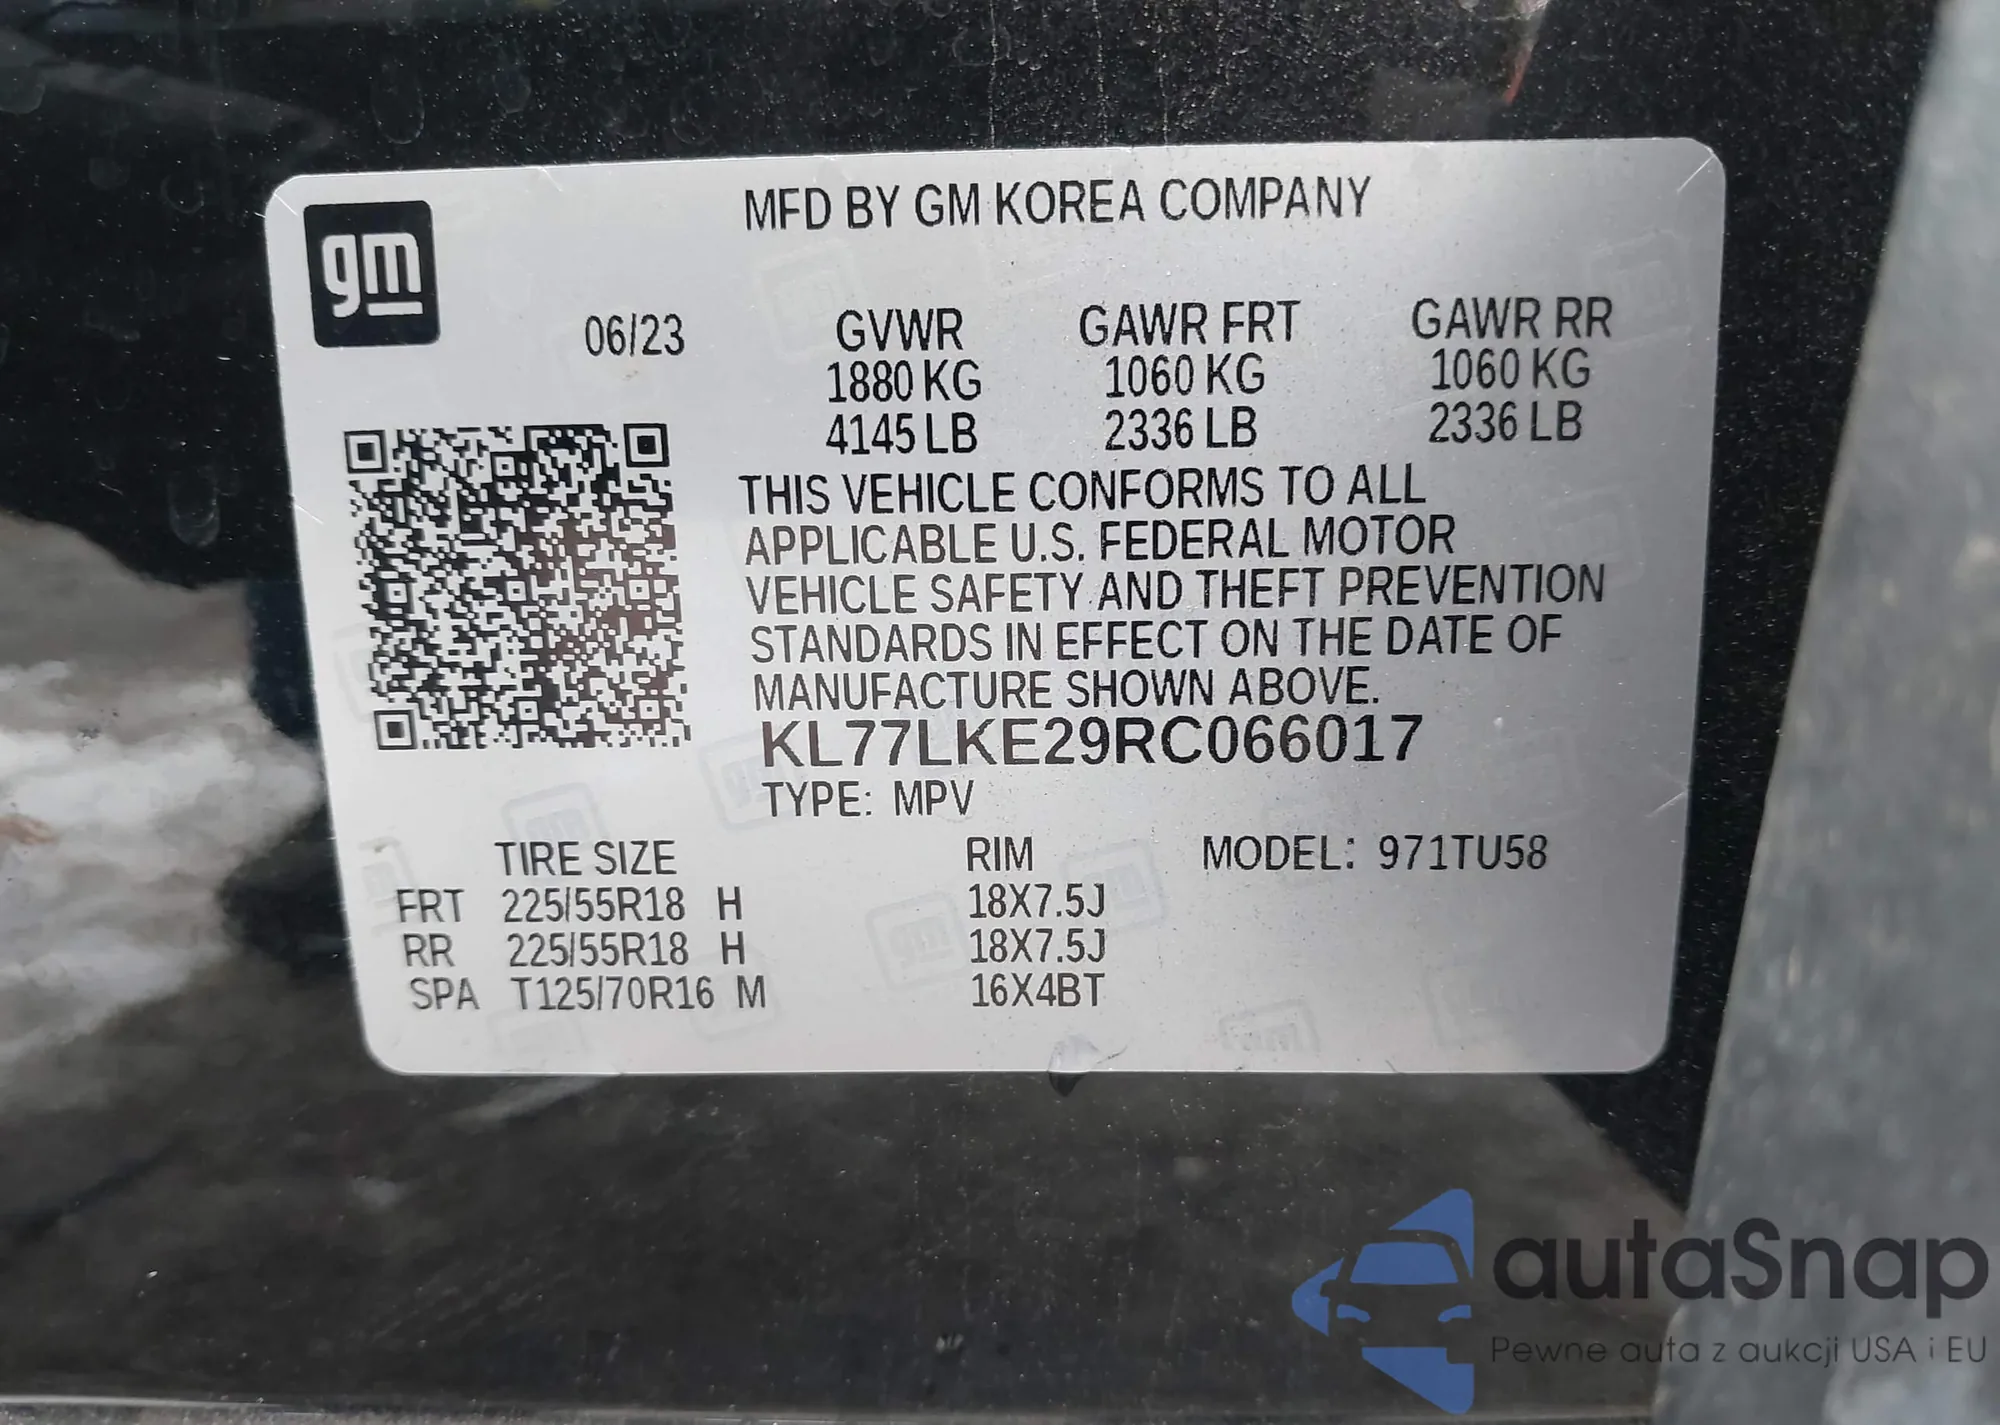 gm
MFD BY GM KOREA COMPANY
06/23 GVWR GAWR FRT GAWR RR
1880 KG 1060 KG 1060 KG
4145 LB 2336 LB 2336 LB
THIS VEHICLE CONFORMS TO ALL
APPLICABLE U.S. FEDERAL MOTOR
VEHICLE SAFETY AND THEFT PREVENTION
STANDARDS IN EFFECT ON THE DATE OF
MANUFACTURE SHOWN ABOVE.
KL77LKE29RC066017
TYPE: MPV
TIRE SIZE RIM MODEL: 971TU58
FRT 225/55R18 H 18X7.5J
RR 225/55R18 H 18X7.5J
SPA T125/70R16 M 16X4BT
autaSnap
Pewne auta z aukcji USA i EU